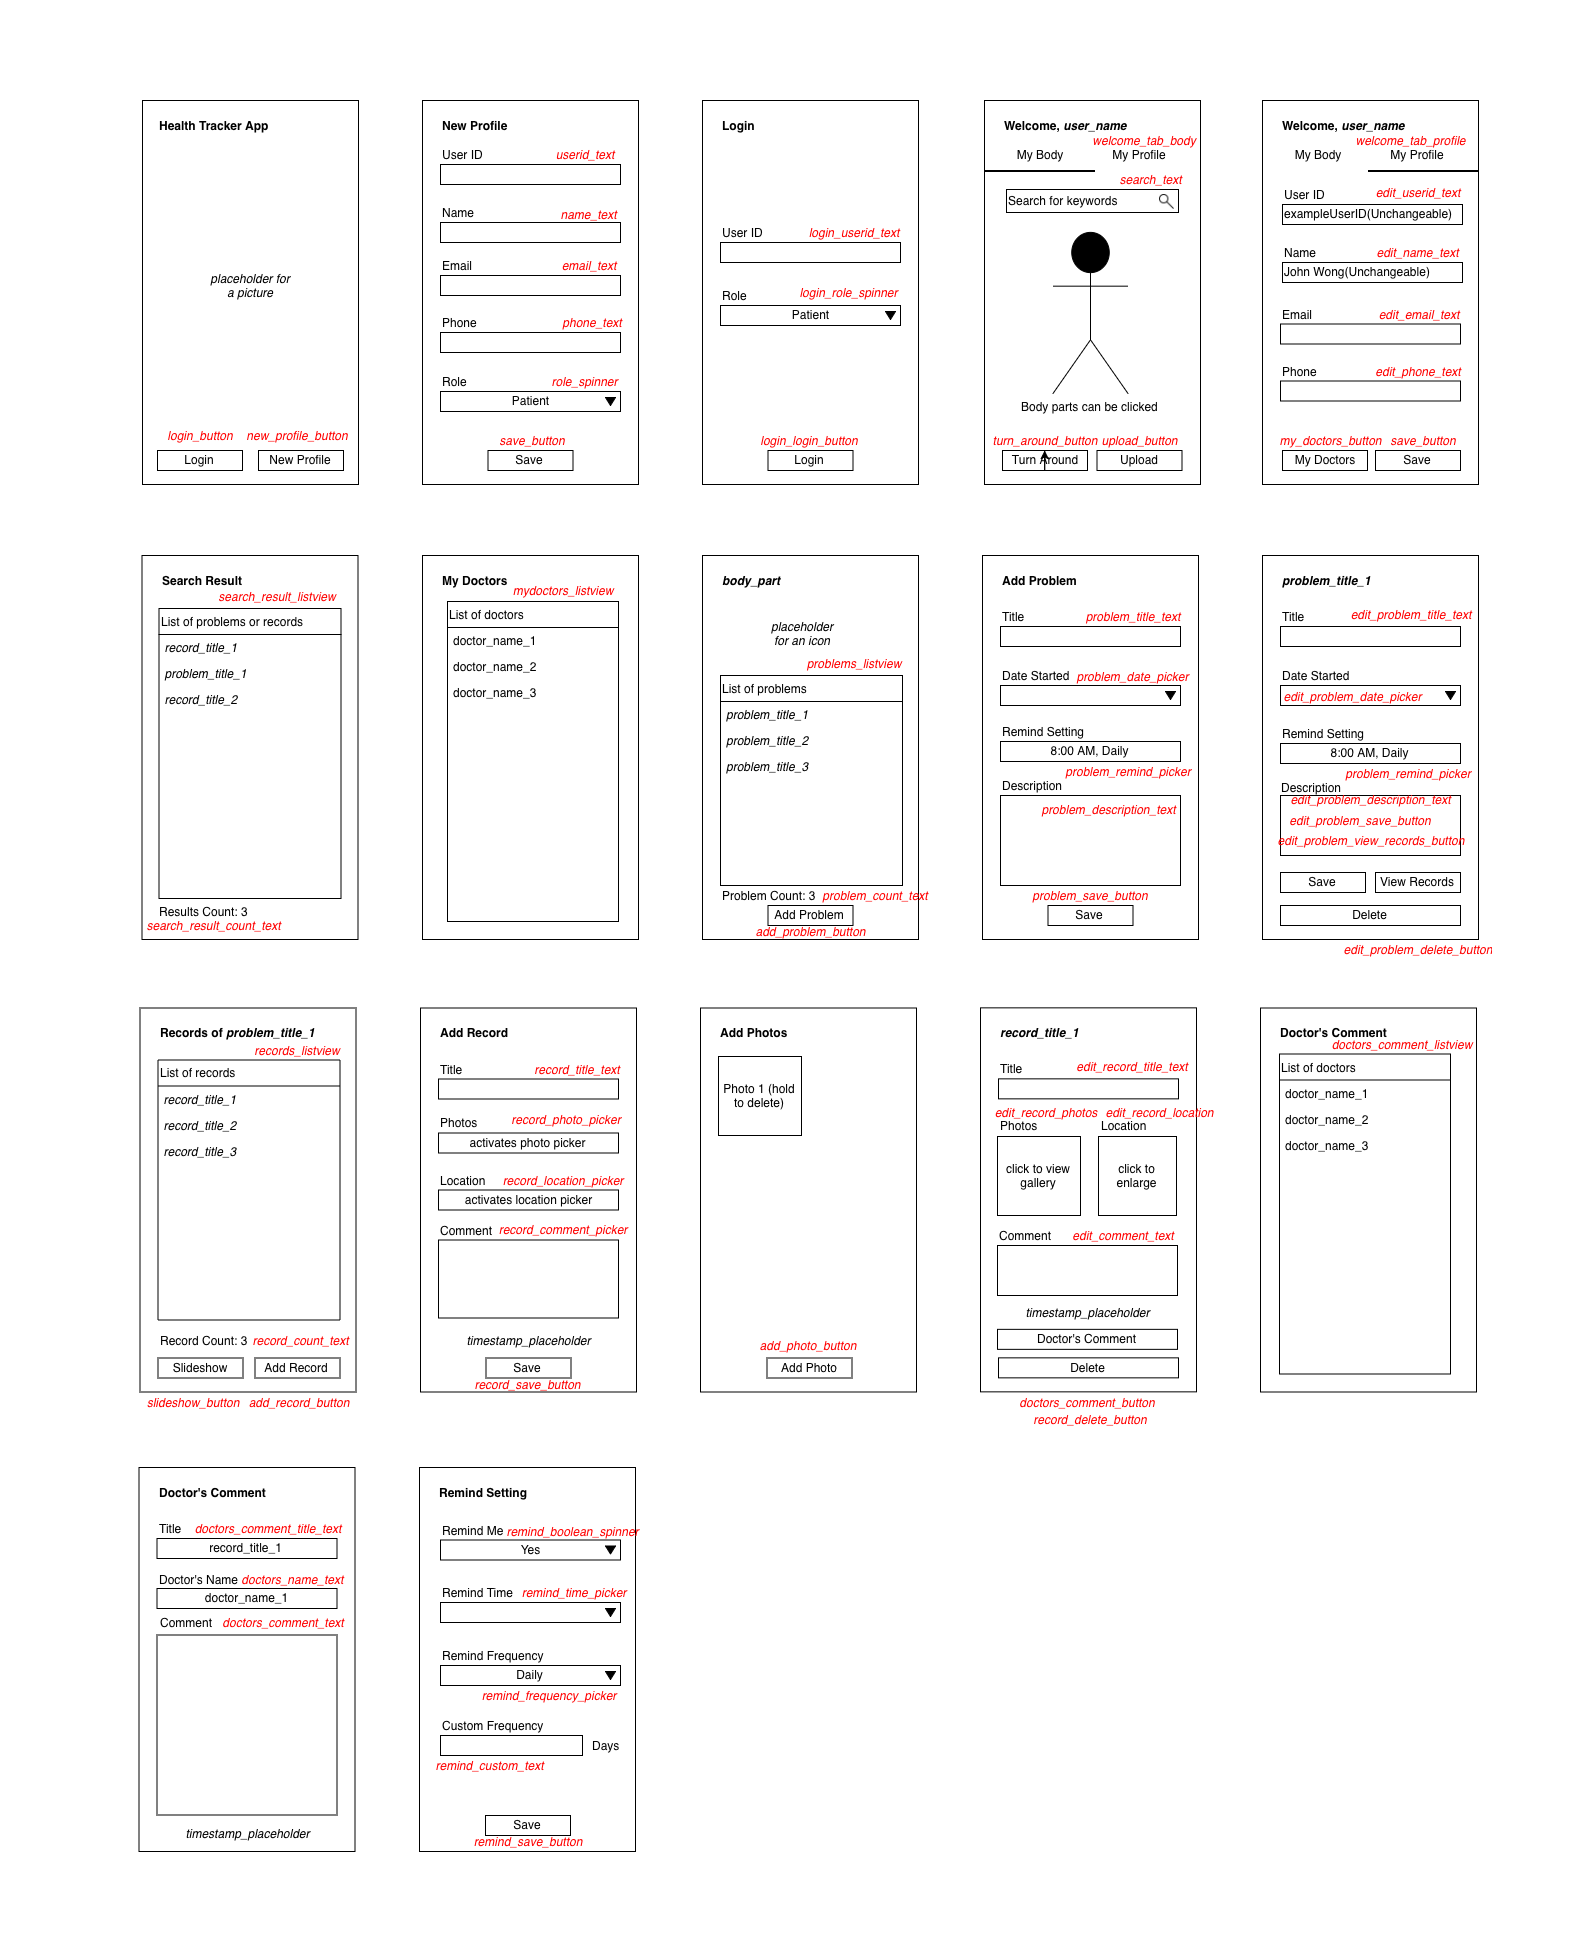 Health Tracker App
placeholder for
a picture
login_button
new_profile_button
Login
New Profile
New Profile
User ID
userid_text
Name
name_text
Email
email_text
Phone
phone_text
Role
role_spinner
Patient
save_button
Save
Login
User ID
login_userid_text
Role
login_role_spinner
Patient
login_login_button
Login
Welcome, user_name
welcome_tab_body
My Body
My Profile
search_text
Search for keywords
Body parts can be clicked
turn_around_button
upload_button
Turn Around
Upload
Welcome, user_name
welcome_tab_profile
My Body
My Profile
User ID
edit_userid_text
exampleUserID(Unchangeable)
Name
edit_name_text
John Wong(Unchangeable)
Email
edit_email_text
Phone
edit_phone_text
my_doctors_button
save_button
My Doctors
Save
Search Result
search_result_listview
List of problems or records
record_title_1
problem_title_1
record_title_2
Results Count: 3
search_result_count_text
My Doctors
mydoctors_listview
List of doctors
doctor_name_1
doctor_name_2
doctor_name_3
body_part
placeholder
for an icon
problems_listview
List of problems
problem_title_1
problem_title_2
problem_title_3
Problem Count: 3
problem_count_text
Add Problem
add_problem_button
Add Problem
Title
problem_title_text
Date Started
problem_date_picker
Remind Setting
8:00 AM, Daily
problem_remind_picker
Description
problem_description_text
problem_save_button
Save
problem_title_1
Title
edit_problem_title_text
Date Started
edit_problem_date_picker
Remind Setting
8:00 AM, Daily
problem_remind_picker
Description
edit_problem_description_text
edit_problem_save_button
edit_problem_view_records_button
Save
View Records
Delete
edit_problem_delete_button
Records of problem_title_1
records_listview
List of records
record_title_1
record_title_2
record_title_3
Record Count: 3
record_count_text
Slideshow
Add Record
slideshow_button
add_record_button
Add Record
Title
record_title_text
Photos
record_photo_picker
activates photo picker
Location
record_location_picker
activates location picker
Comment
record_comment_picker
timestamp_placeholder
Save
record_save_button
Add Photos
Photo 1 (hold
to delete)
add_photo_button
Add Photo
record_title_1
Title
edit_record_title_text
edit_record_photos
edit_record_location
Photos
Location
click to view
gallery
click to
enlarge
Comment
edit_comment_text
timestamp_placeholder
Doctor's Comment
Delete
doctors_comment_button
record_delete_button
Doctor's Comment
doctors_comment_listview
List of doctors
doctor_name_1
doctor_name_2
doctor_name_3
Doctor's Comment
Title
doctors_comment_title_text
record_title_1
Doctor's Name
doctors_name_text
doctor_name_1
Comment
doctors_comment_text
timestamp_placeholder
Remind Setting
Remind Me
remind_boolean_spinner
Yes
Remind Time
remind_time_picker
Remind Frequency
Daily
remind_frequency_picker
Custom Frequency
Days
remind_custom_text
Save
remind_save_button